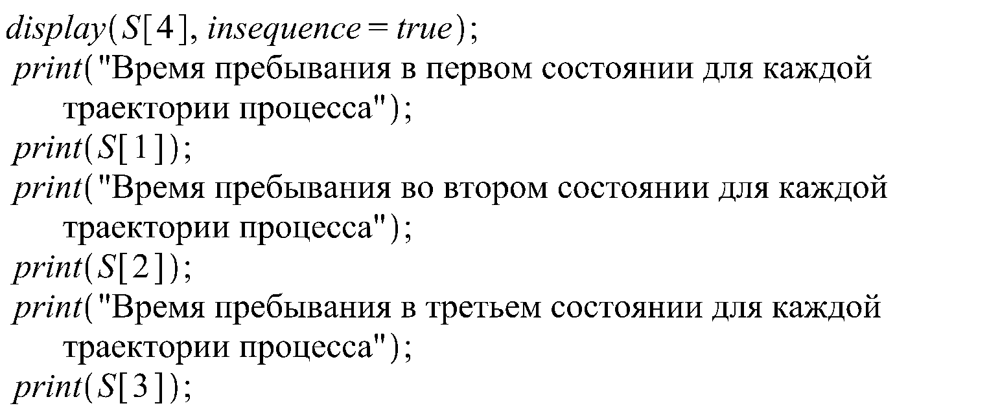 display(S[4], insequence = true);
print("Время пребывания в первом состоянии для каждой
траектории процесса");
print(S[1]);
print("Время пребывания во втором состоянии для каждой
траектории процесса");
print(S[2]);
print("Время пребывания в третьем состоянии для каждой
траектории процесса");
print(S[3]);